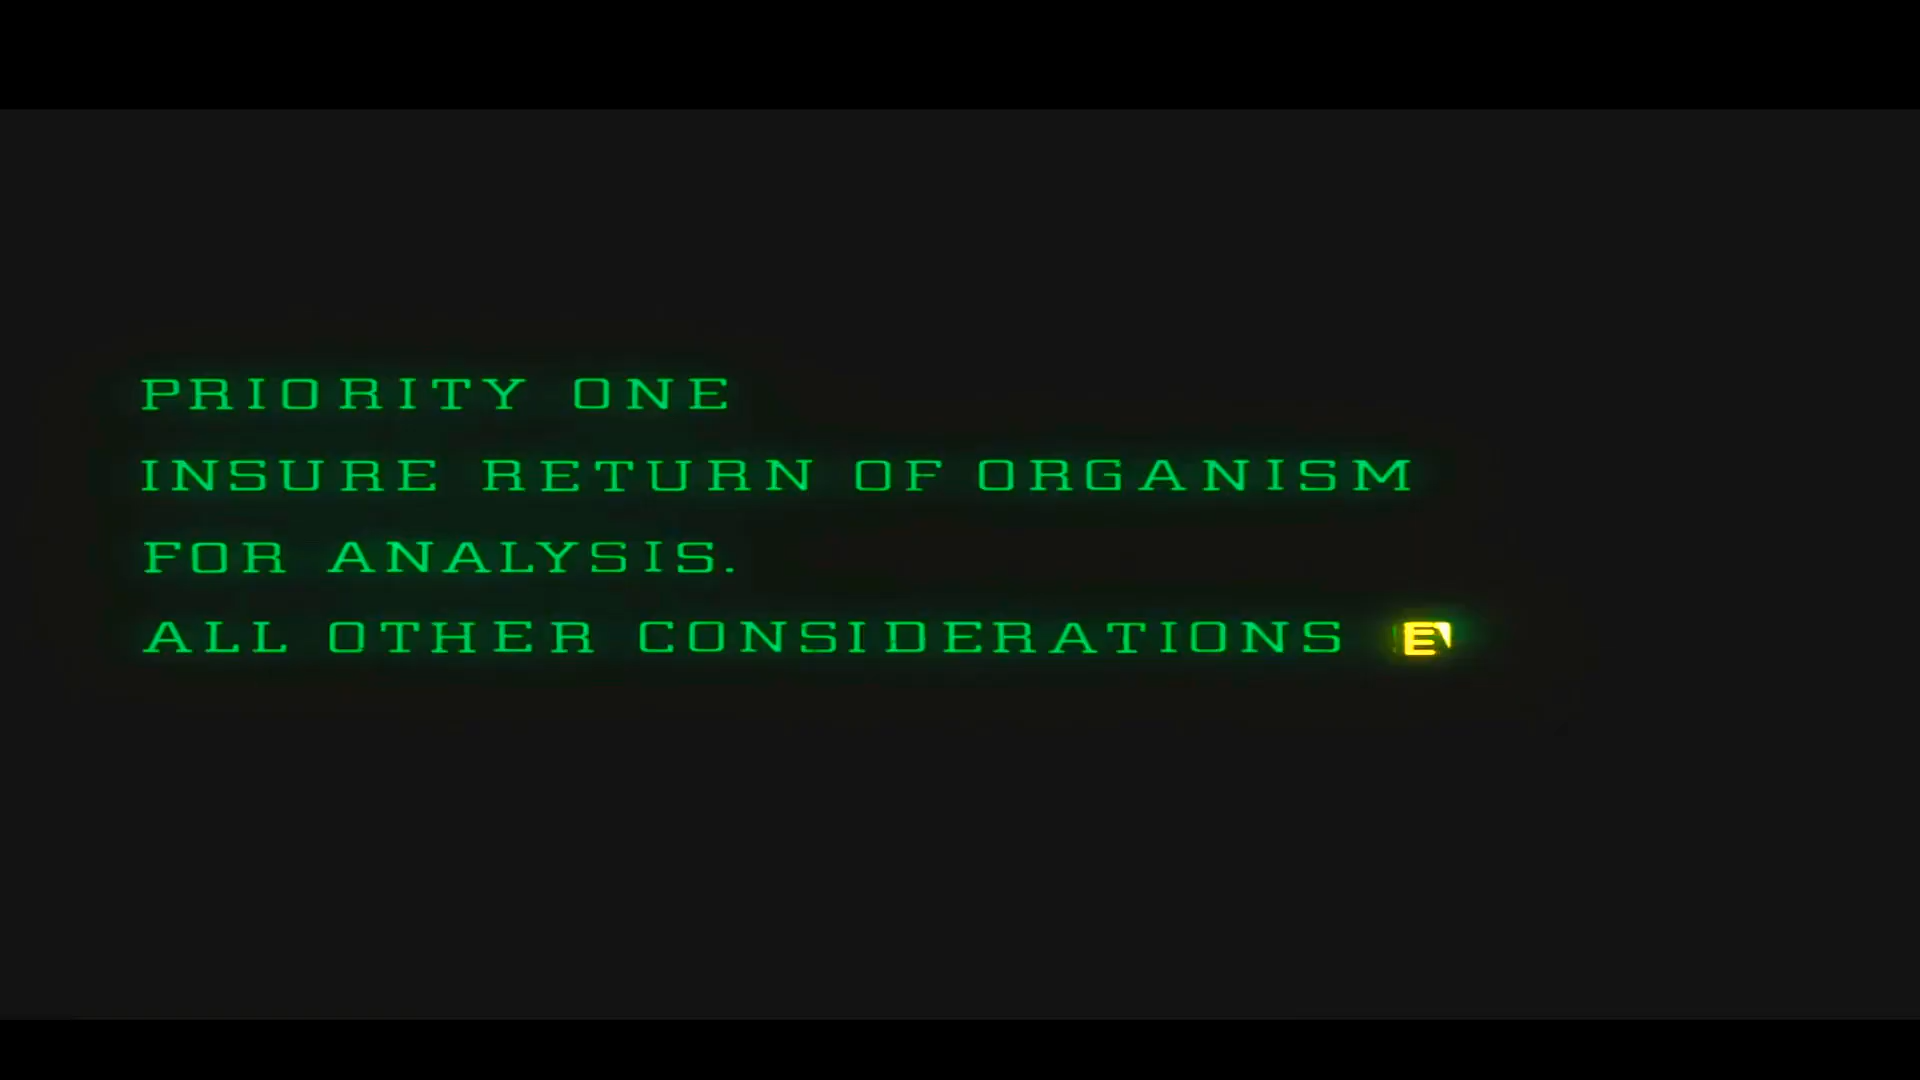 PRIORITY ONE
INSURE RETURN OF ORGANISM
FOR ANALYSIS.
ALL OTHER CONSIDERATIONS